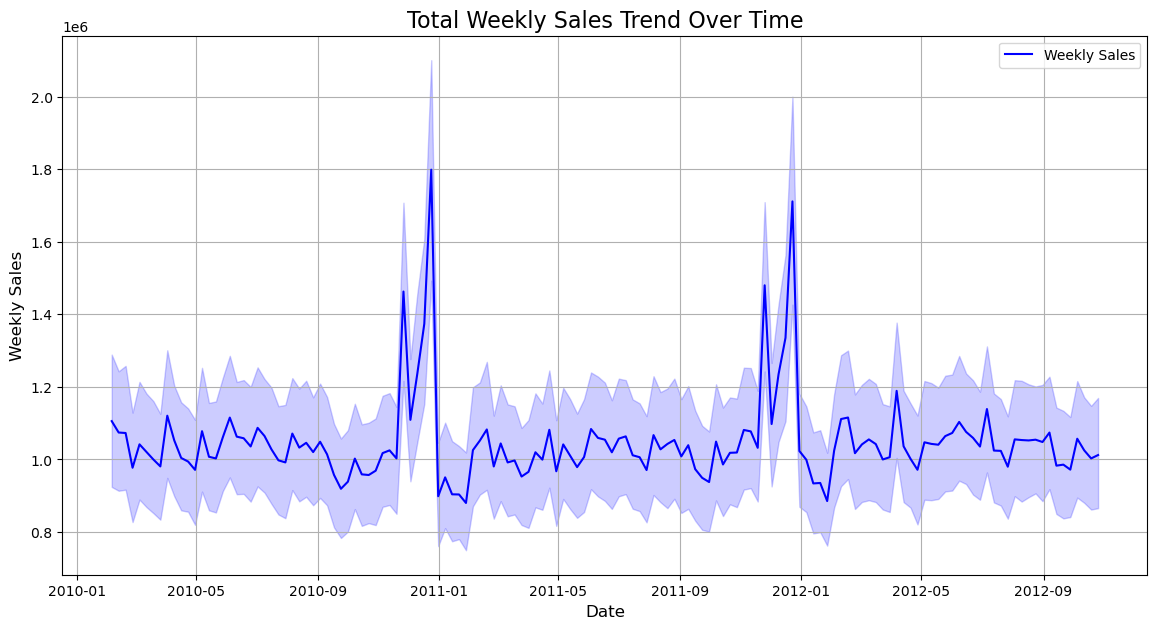 Total Weekly Sales Trend Over Time
1e6
Weekly Sales
2.0
1.8
1.6
1.4
1.2
1.0
0.8
Weekly Sales
2010-01 2010-05 2010-09 2011-01 2011-05 2011-09 2012-01 2012-05 2012-09
Date